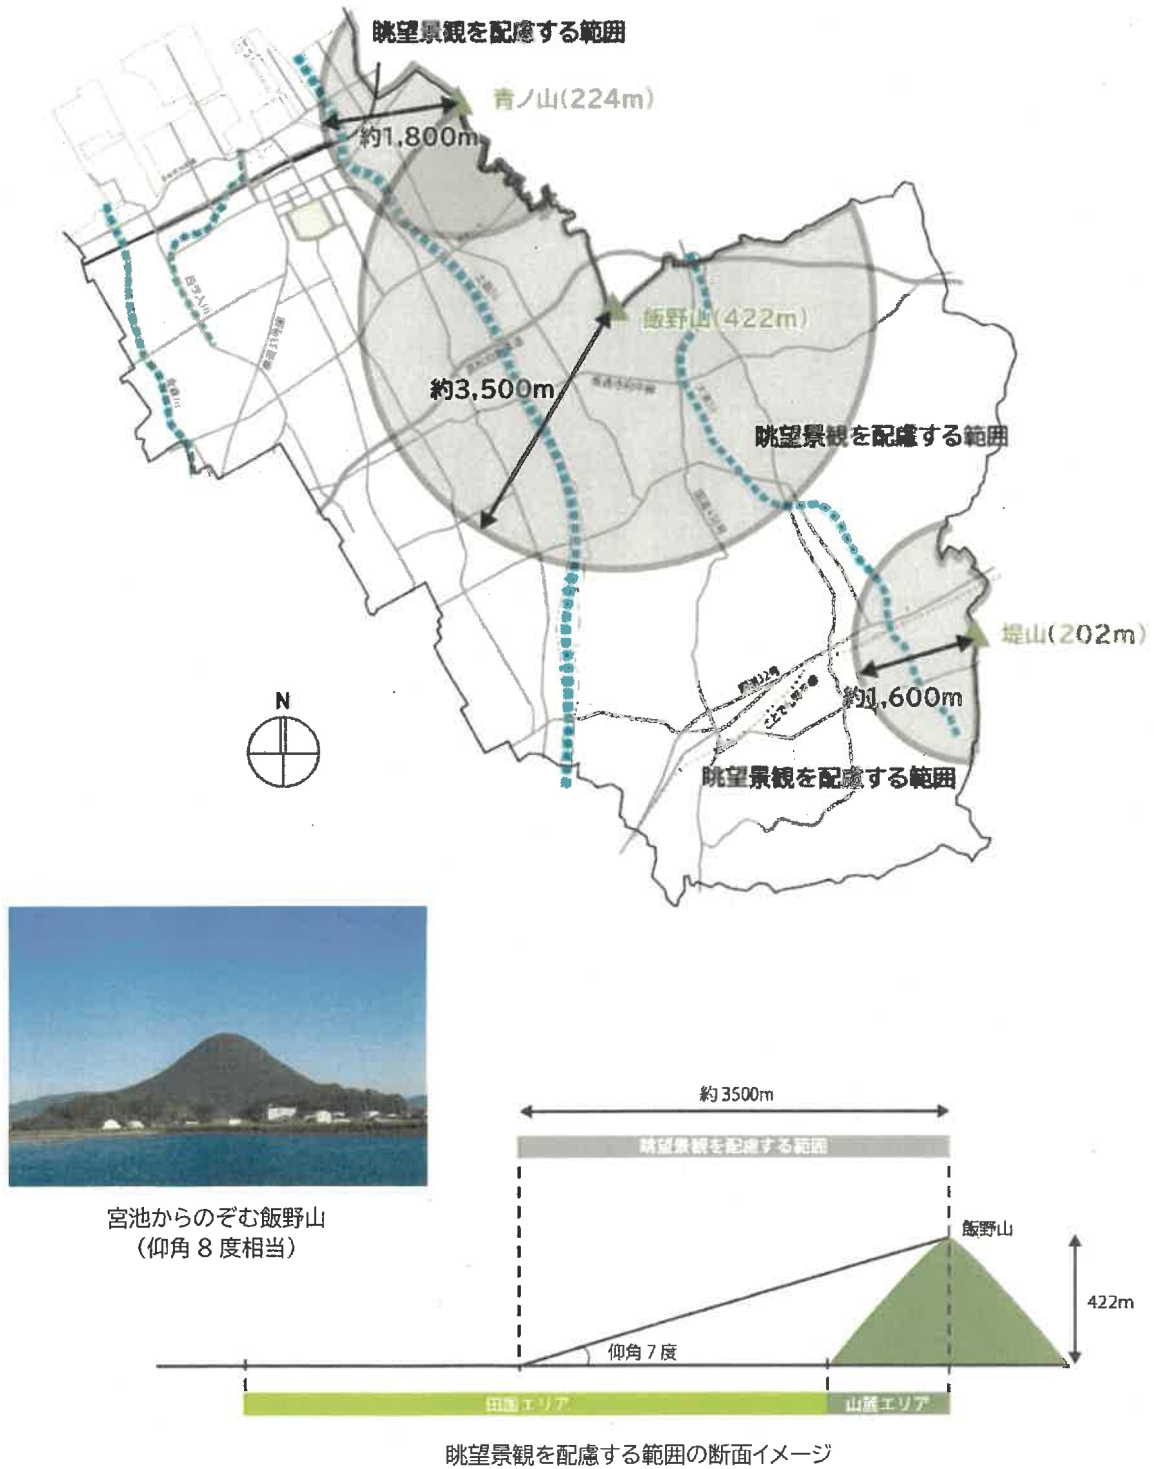 眺望景観を配慮する範囲
青ノ山(224m)
約1,800m
飯野山(422m)
約3,500m
眺望景観を配慮する範囲
堤山(202m)
約1,600m
国道32号
眺望景観を配慮する範囲
N
宮池からのぞむ飯野山
（仰角 8 度相当）
約 3500m
眺望景観を配慮する範囲
飯野山
422m
仰角 7 度
田園エリア
山麓エリア
眺望景観を配慮する範囲の断面イメージ